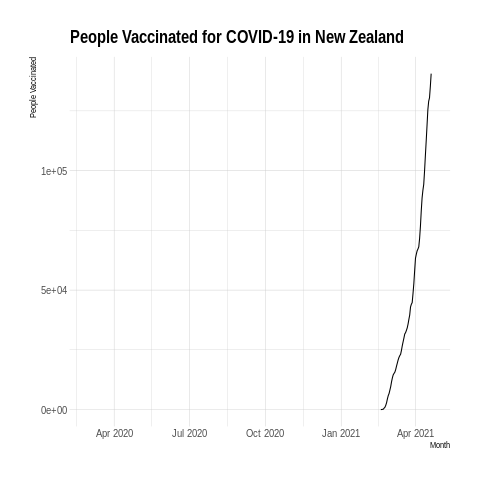 People Vaccinated for COVID-19 in New Zealand
People Vaccinated
1e+05
5e+04
0e+00
Apr 2020 Jul 2020 Oct 2020 Jan 2021 Apr 2021
Month